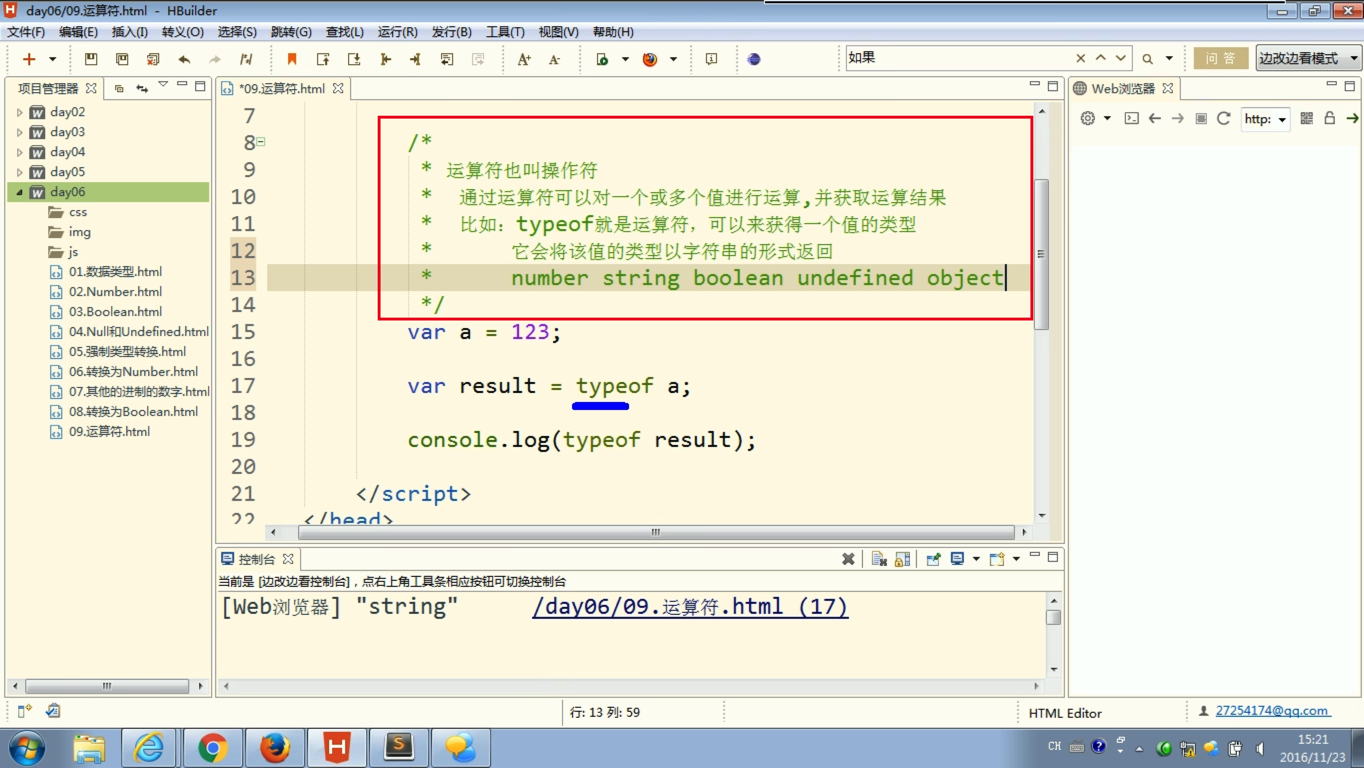 day06/09.运算符.html - HBuilder
文件(F) 编辑(E) 插入(I) 转义(O) 选择(S) 跳转(G) 查找(L) 运行(R) 发行(B) 工具(T) 视图(V) 帮助(H)
如果
问 答
边改边看模式
项目管理器
*09.运算符.html
Web浏览器
http:
day02
day03
day04
day05
day06
css
img
js
01.数据类型.html
02.Number.html
03.Boolean.html
04.Null和Undefined.html
05.强制类型转换.html
06.转换为Number.html
07.其他的进制的数字.html
08.转换为Boolean.html
09.运算符.html
7
8 /*
9 * 运算符也叫操作符
10 * 通过运算符可以对一个或多个值进行运算,并获取运算结果
11 * 比如：typeof就是运算符，可以来获得一个值的类型
12 * 它会将该值的类型以字符串的形式返回
13 * number string boolean undefined object
14 */
15 var a = 123;
16
17 var result = typeof a;
18
19 console.log(typeof result);
20
21 </script>
22 </head>
控制台
当前是 [边改边看控制台]，点右上角工具条相应按钮可切换控制台
[Web浏览器] "string" /day06/09.运算符.html (17)
行: 13 列: 59
HTML Editor
27254174@qq.com
CH
15:21
2016/11/23